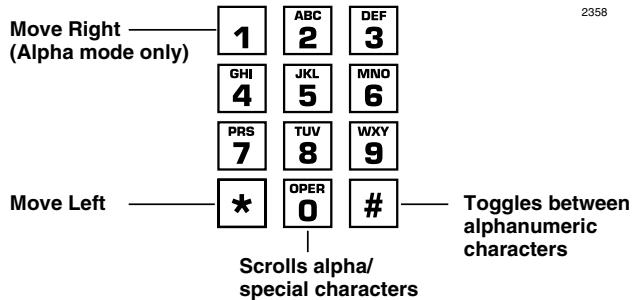 2358
Move Right
(Alpha mode only)
1
ABC
2
DEF
3
GHI
4
JKL
5
MNO
6
PRS
7
TUV
8
WXY
9
Move Left
*
OPER
0
#
Toggles between
alphanumeric
characters
Scrolls alpha/
special characters